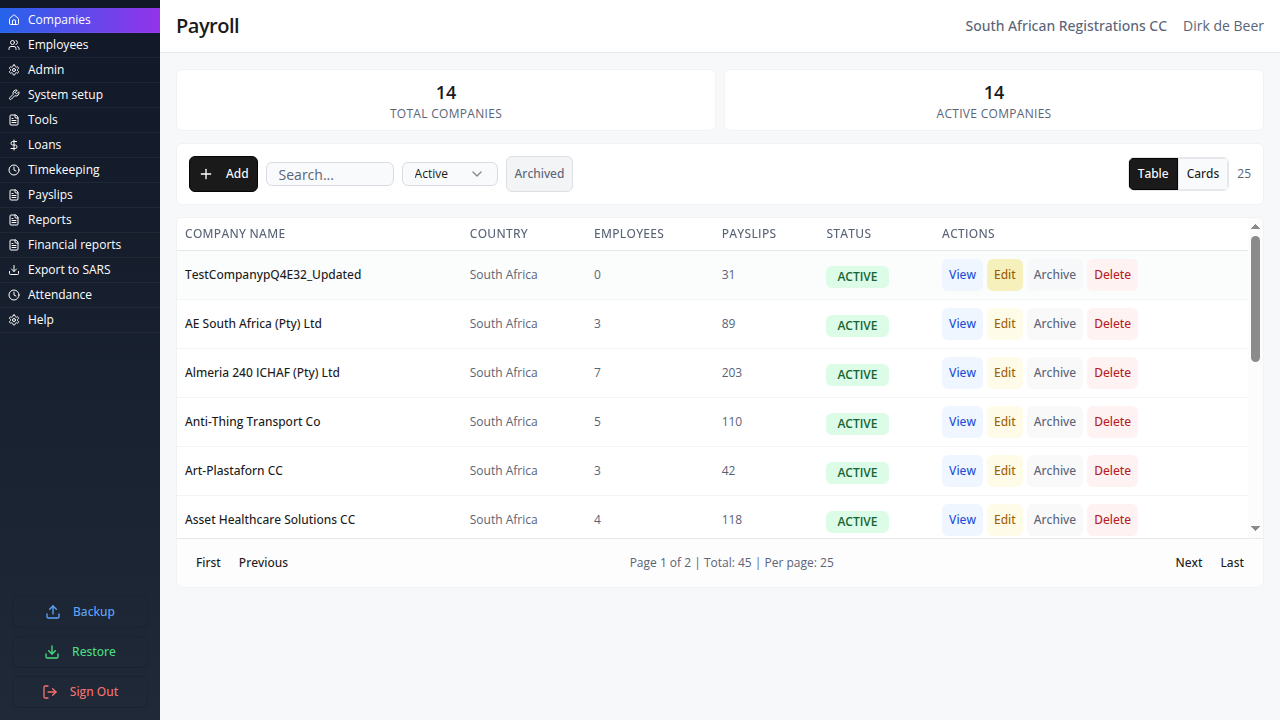 Companies
Employees
Admin
System setup
Tools
Loans
Timekeeping
Payslips
Reports
Financial reports
Export to SARS
Attendance
Help
Backup
Restore
Sign Out
Payroll
South African Registrations CC Dirk de Beer
14
TOTAL COMPANIES
14
ACTIVE COMPANIES
+ Add Search... Active Archived Table Cards 25
COMPANY NAME COUNTRY EMPLOYEES PAYSLIPS STATUS ACTIONS
TestCompanypQ4E32_Updated South Africa 0 31 ACTIVE View Edit Archive Delete
AE South Africa (Pty) Ltd South Africa 3 89 ACTIVE View Edit Archive Delete
Almeria 240 ICHAF (Pty) Ltd South Africa 7 203 ACTIVE View Edit Archive Delete
Anti-Thing Transport Co South Africa 5 110 ACTIVE View Edit Archive Delete
Art-Plastaforn CC South Africa 3 42 ACTIVE View Edit Archive Delete
Asset Healthcare Solutions CC South Africa 4 118 ACTIVE View Edit Archive Delete
First Previous Page 1 of 2 | Total: 45 | Per page: 25 Next Last